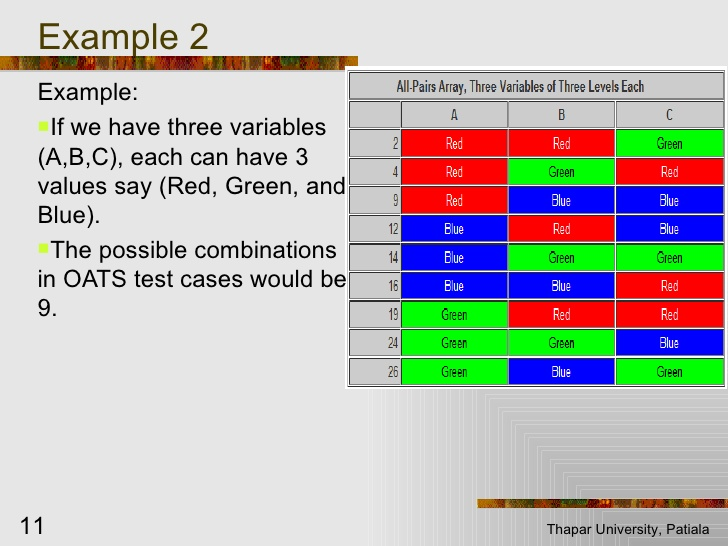 Example 2
Example:
If we have three variables
(A,B,C), each can have 3
values say (Red, Green, and
Blue).
The possible combinations
in OATS test cases would be
9.
All-Pairs Array, Three Variables of Three Levels Each
A B C
2 Red Red Green
4 Red Green Red
9 Red Blue Blue
12 Blue Red Blue
14 Blue Green Green
16 Blue Blue Red
19 Green Red Red
24 Green Green Blue
26 Green Blue Green
11
Thapar University, Patiala